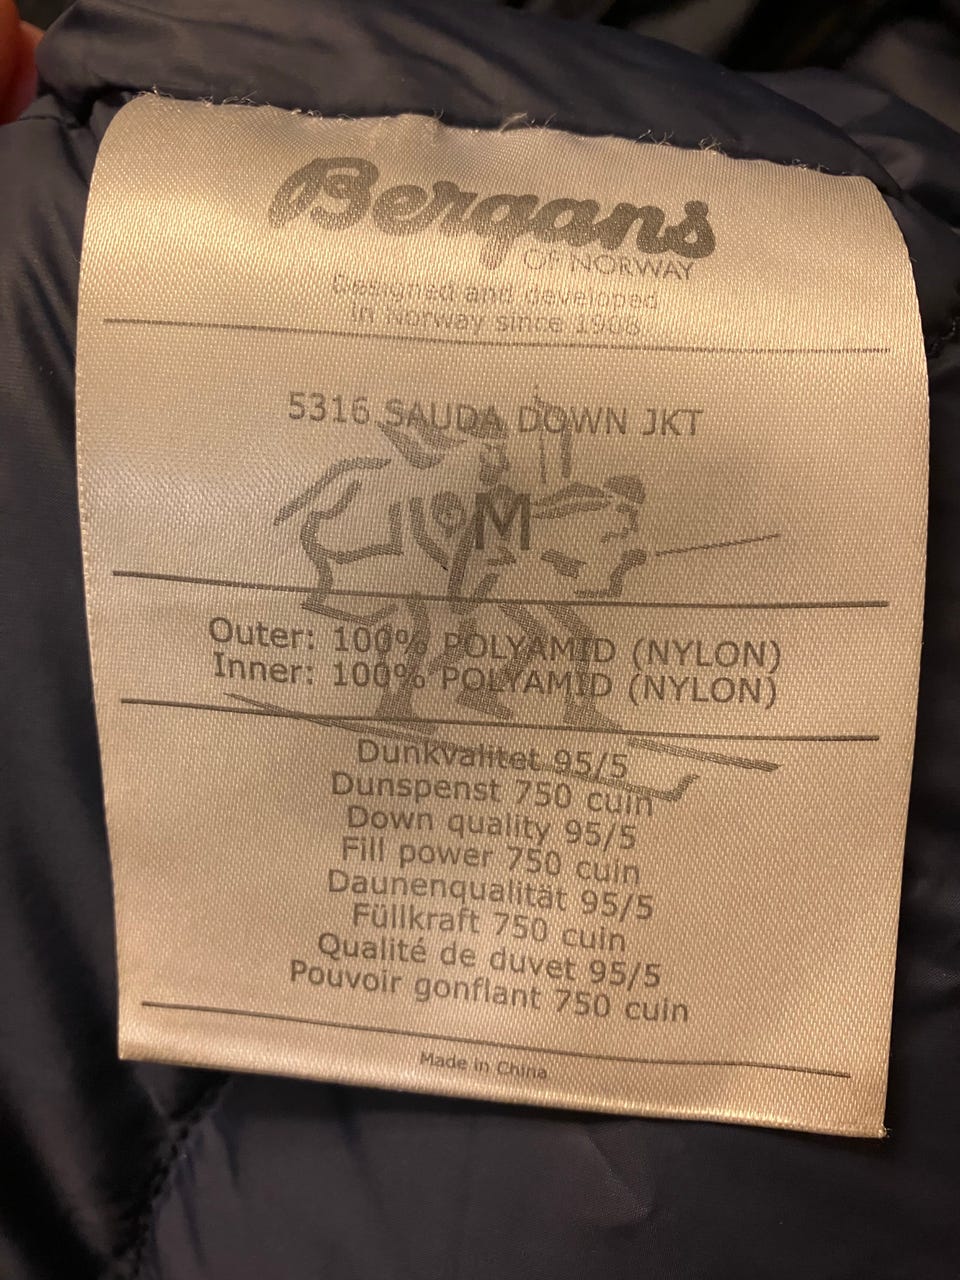 Bergans
OF NORWAY
Designed and developed
in Norway since 1908
5316 SAUDA DOWN JKT
M
Outer: 100% POLYAMID (NYLON)
Inner: 100% POLYAMID (NYLON)
Dunkvalitet 95/5
Dunspenst 750 cuin
Down quality 95/5
Fill power 750 cuin
Daunenqualität 95/5
Füllkraft 750 cuin
Qualité de duvet 95/5
Pouvoir gonflant 750 cuin
Made in China